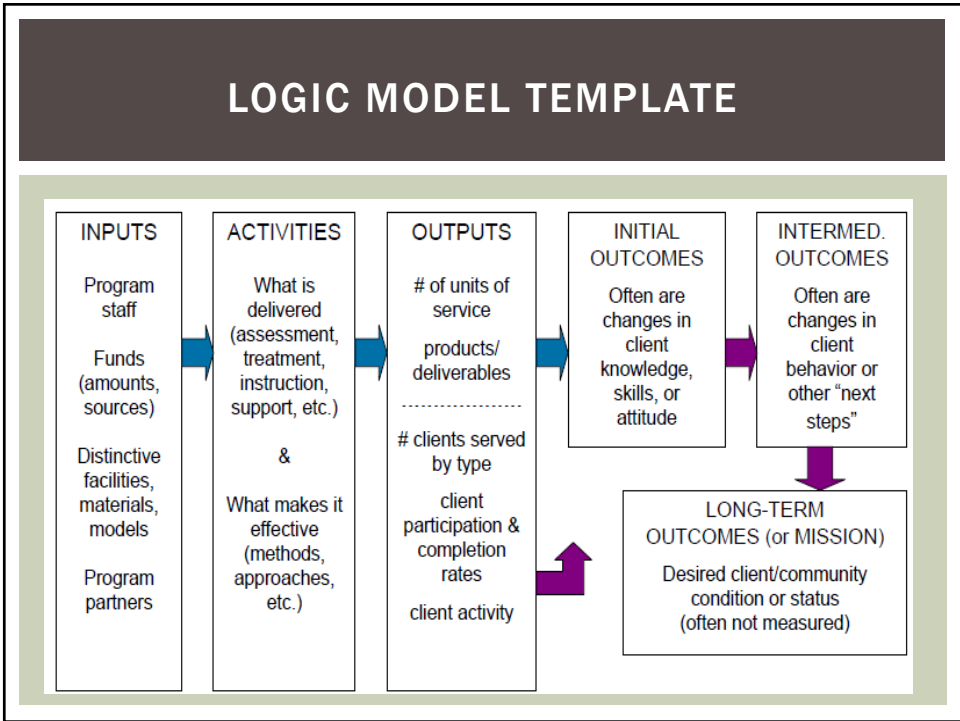 LOGIC MODEL TEMPLATE
INPUTS
Program
staff
Funds
(amounts,
sources)
Distinctive
facilities,
materials,
models
Program
partners
ACTIVITIES
What is
delivered
(assessment,
treatment,
instruction,
support, etc.)
&
What makes it
effective
(methods,
approaches,
etc.)
OUTPUTS
# of units of
service
products/
deliverables
-------------------
# clients served
by type
client
participation &
completion
rates
client activity
INITIAL
OUTCOMES
Often are
changes in
client
knowledge,
skills, or
attitude
INTERMED.
OUTCOMES
Often are
changes in
client
behavior or
other “next
steps”
LONG-TERM
OUTCOMES (or MISSION)
Desired client/community
condition or status
(often not measured)